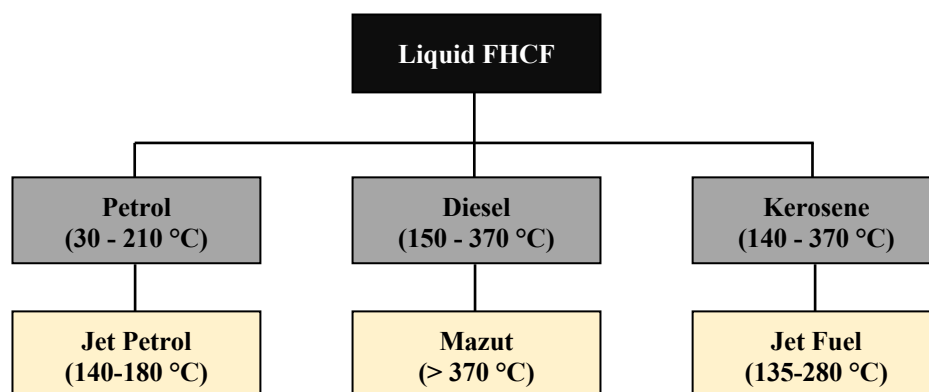 Liquid FHCF
Petrol
(30 - 210 °C)
Diesel
(150 - 370 °C)
Kerosene
(140 - 370 °C)
Jet Petrol
(140-180 °C)
Mazut
(> 370 °C)
Jet Fuel
(135-280 °C)